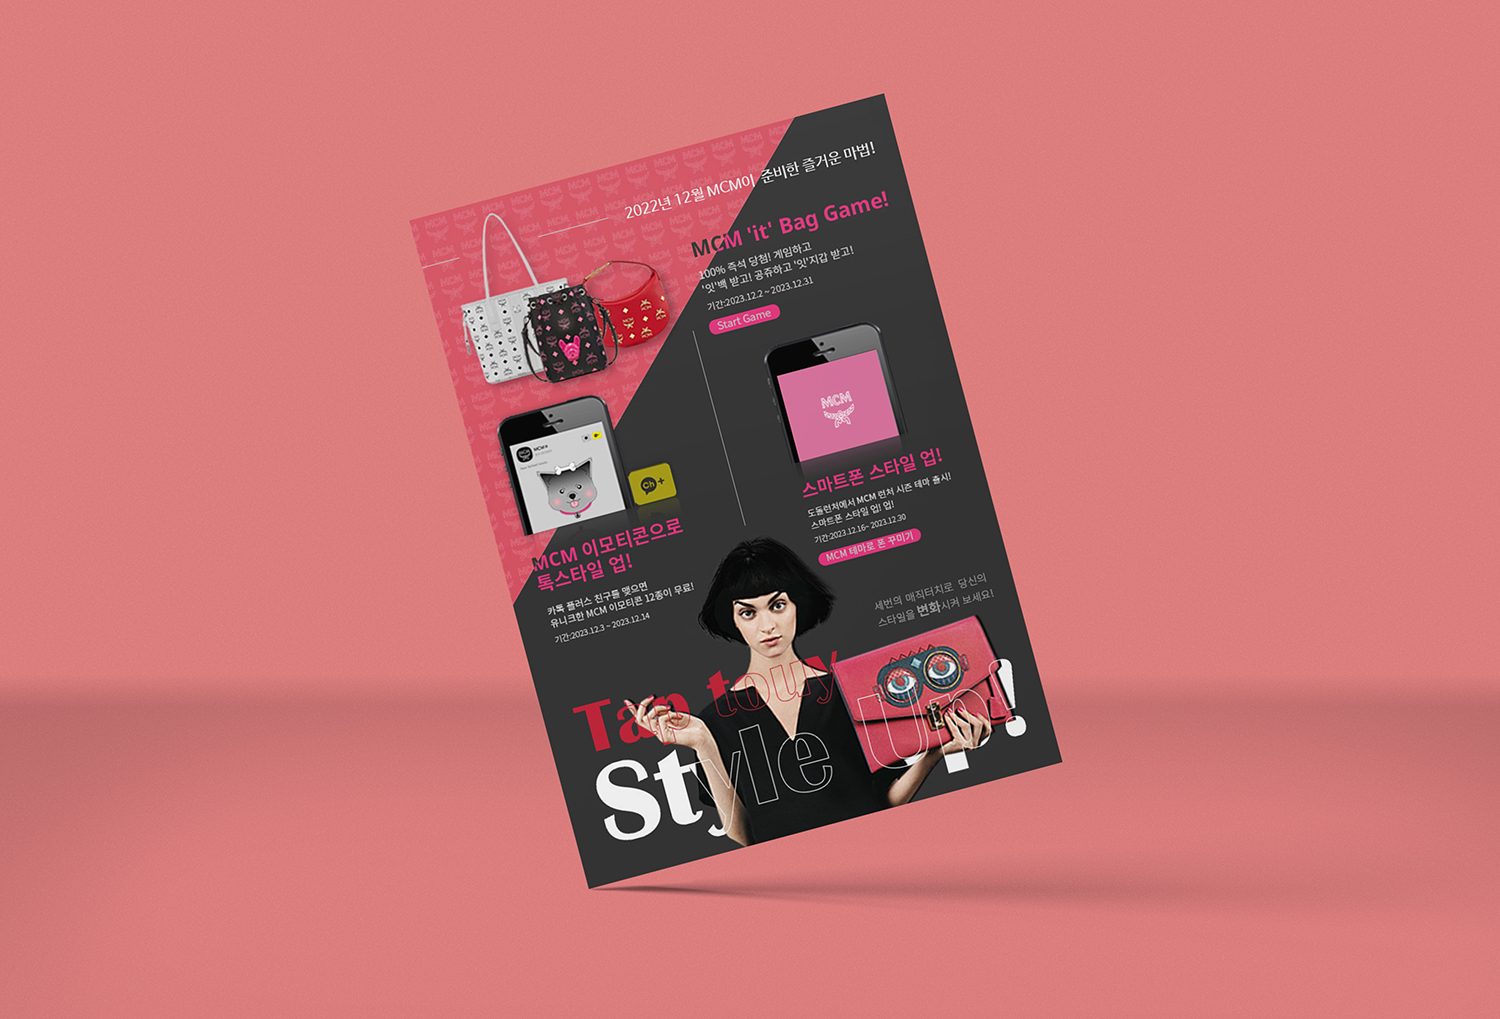 2022년 12월 MCM이 준비한 즐거운 마법!
MCM 'it' Bag Game!
100% 즉석 당첨! 게임하고
'잇'백 받고! 공쥬하고 '잇'지갑 받고!
기간:2023.12.2 ~ 2023.12.31
Start Game
MCM
Ch+
MCM
MCM 이모티콘으로
톡스타일 업!
카톡 플러스 친구를 맺으면
유니크한 MCM 이모티콘 12종이 무료!
기간:2023.12.3 ~ 2023.12.14
스마트폰 스타일 업!
도돌런처에서 MCM 런처 시즌 테마 출시!
스마트폰 스타일 업! 업!
기간:2023.12.16~ 2023.12.30
MCM 테마로 폰 꾸미기
세번의 매직터치로 당신의
스타일을 변화시켜 보세요!
Tap touy
Style Up!